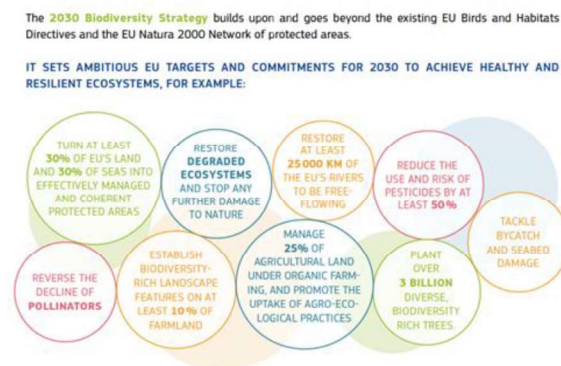 The 2030 Biodiversity Strategy builds upon and goes beyond the existing EU Birds and Habitats
Directives and the EU Natura 2000 Network of protected areas.
IT SETS AMBITIOUS EU TARGETS AND COMMITMENTS FOR 2030 TO ACHIEVE HEALTHY AND
RESILIENT ECOSYSTEMS, FOR EXAMPLE:
TURN AT LEAST
30% OF EU'S LAND
AND 30% OF SEAS INTO
EFFECTIVELY MANAGED
AND COHERENT
PROTECTED AREAS
RESTORE
DEGRADED
ECOSYSTEMS
AND STOP ANY
FURTHER DAMAGE
TO NATURE
RESTORE
AT LEAST
25000 KM OF
THE EU'S RIVERS
TO BE FREE-
FLOWING
REDUCE THE
USE AND RISK OF
PESTICIDES BY AT
LEAST 50%
TACKLE
BYCATCH
AND SEABED
DAMAGE
REVERSE THE
DECLINE OF
POLLINATORS
ESTABLISH
BIODIVERSITY-
RICH LANDSCAPE
FEATURES ON AT
LEAST 10% OF
FARMLAND
MANAGE
25% OF
AGRICULTURAL LAND
UNDER ORGANIC FARM-
ING, AND PROMOTE THE
UPTAKE OF AGRO-ECO-
LOGICAL PRACTICES
PLANT
OVER
3 BILLION
DIVERSE,
BIODIVERSITY
RICH TREES